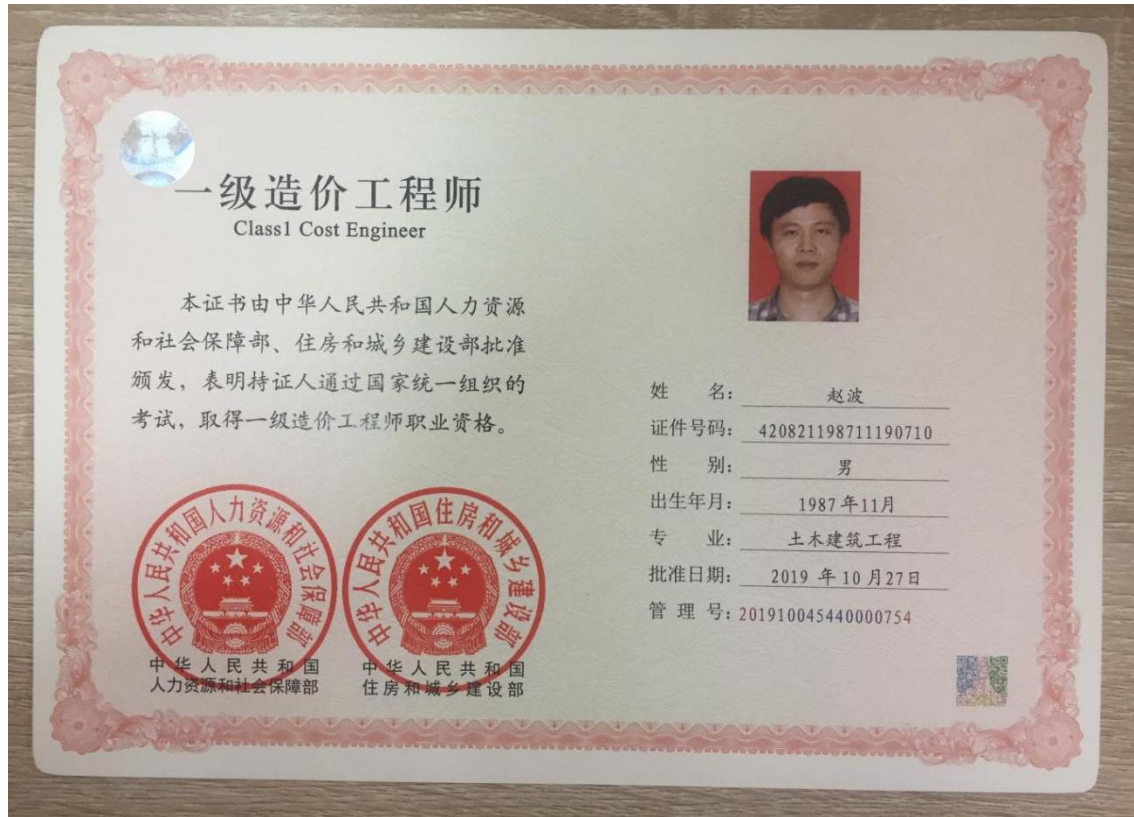 一级造价工程师
Class1 Cost Engineer
本证书由中华人民共和国人力资源
和社会保障部、住房和城乡建设部批准
颁发，表明持证人通过国家统一组织的
考试，取得一级造价工程师职业资格。
中华人民共和国人力资源和社会保障部
中华人民共和国住房和城乡建设部
中华人民共和国
人力资源和社会保障部
中华人民共和国
住房和城乡建设部
姓 名：赵波
证件号码：420821198711190710
性 别：男
出生年月：1987年11月
专 业：土木建筑工程
批准日期：2019 年 10 月27日
管 理 号：201910045440000754